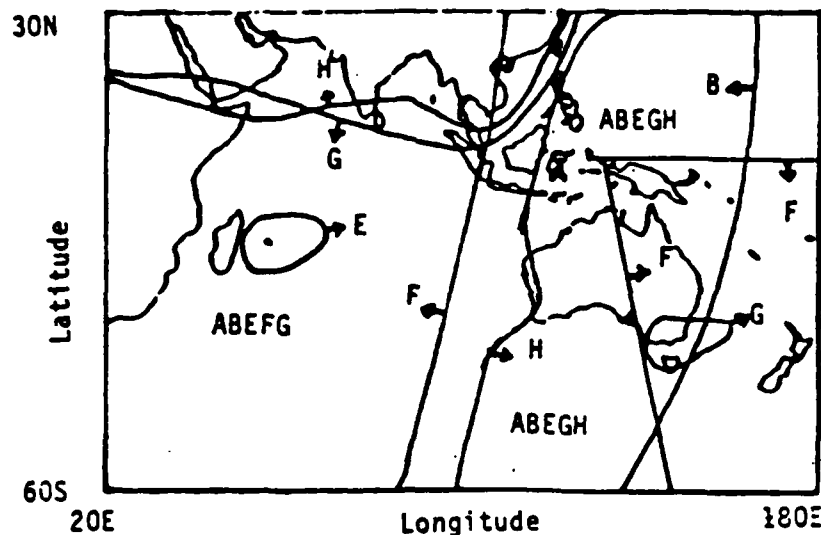 30N
H
B
ABEGH
G
F
E
F
F
ABEFG
G
H
ABEGH
Latitude
60S
20E
Longitude
180E